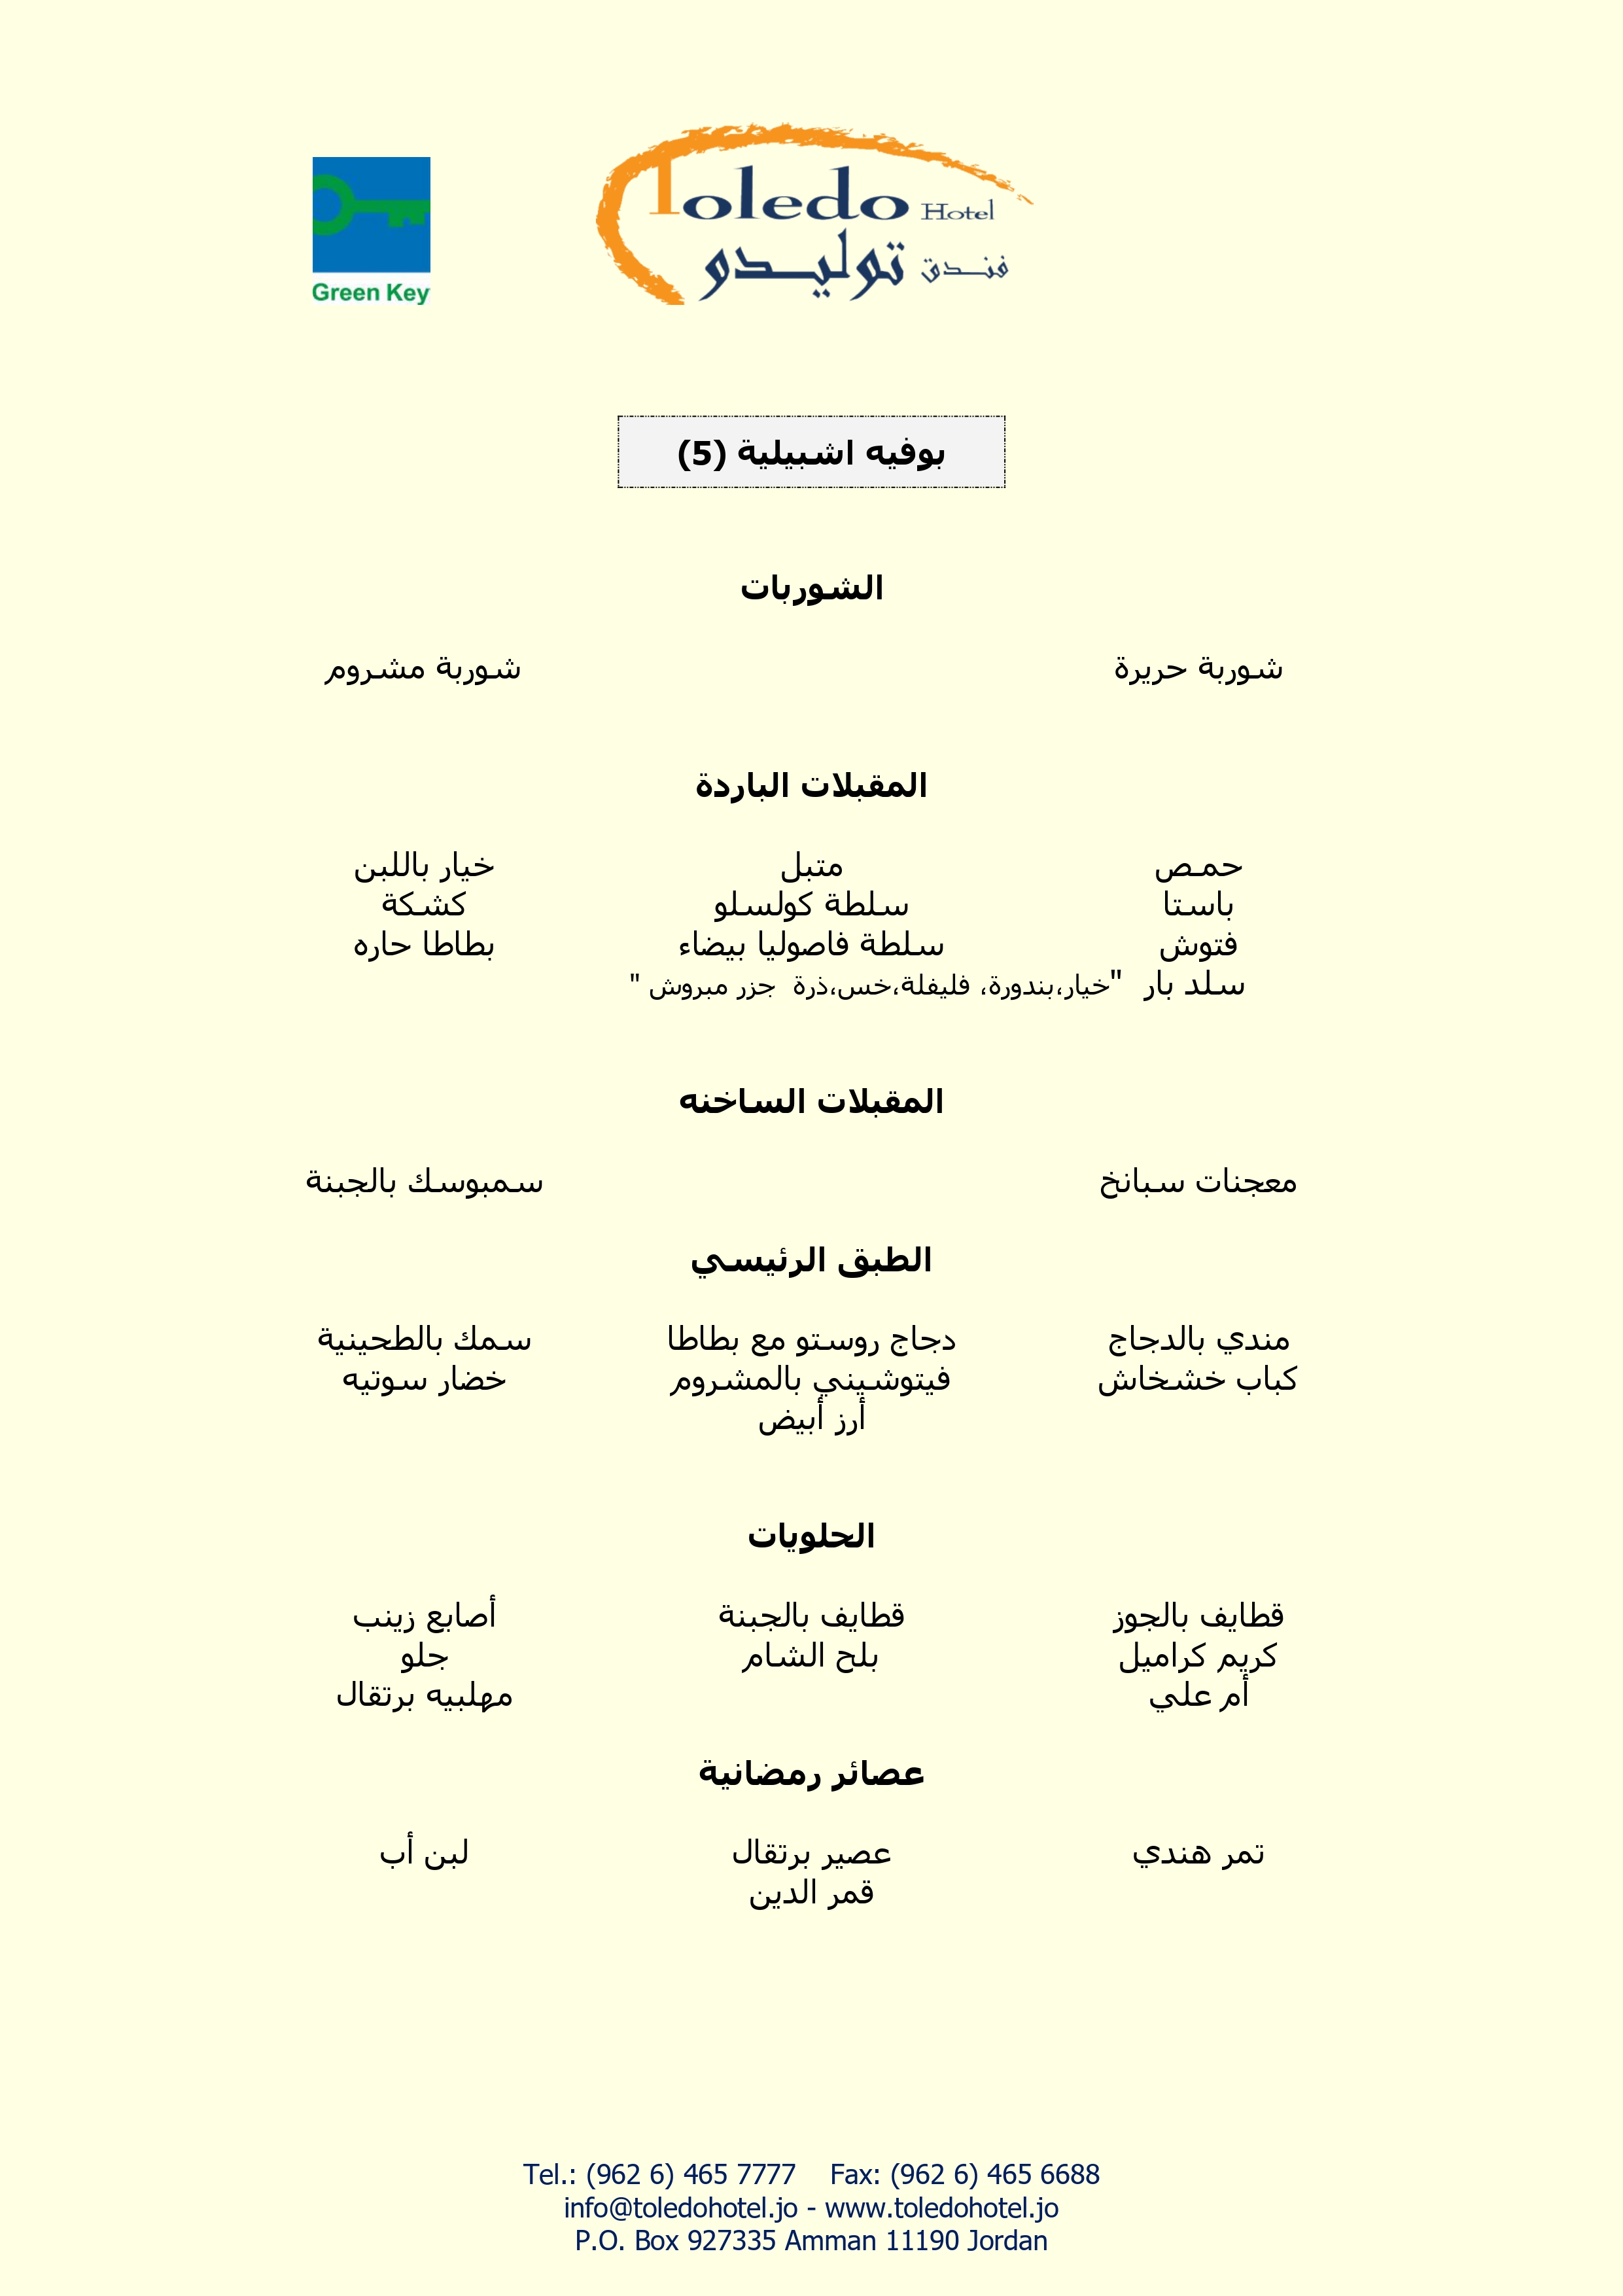 Green Key
Toledo Hotel
فندق توليدو
بوفيه اشبيلية (5)
الشوربات
شوربة حريرة شوربة مشروم
المقبلات الباردة
حمص متبل خيار باللبن
باستا سلطة كولسلو كشكة
فتوش سلطة فاصوليا بيضاء بطاطا حاره
سلد بار "خيار،بندورة، فليفلة،خس،ذرة جزر مبروش "
المقبلات الساخنه
معجنات سبانخ سمبوسك بالجبنة
الطبق الرئيسي
مندي بالدجاج دجاج روستو مع بطاطا سمك بالطحينية
كباب خشخاش فيتوشيني بالمشروم خضار سوتيه
أرز أبيض
الحلويات
قطايف بالجوز قطايف بالجبنة أصابع زينب
كريم كراميل بلح الشام جلو
أم علي مهلبيه برتقال
عصائر رمضانية
تمر هندي عصير برتقال لبن أب
قمر الدين
Tel.: (962 6) 465 7777 Fax: (962 6) 465 6688
info@toledohotel.jo - www.toledohotel.jo
P.O. Box 927335 Amman 11190 Jordan